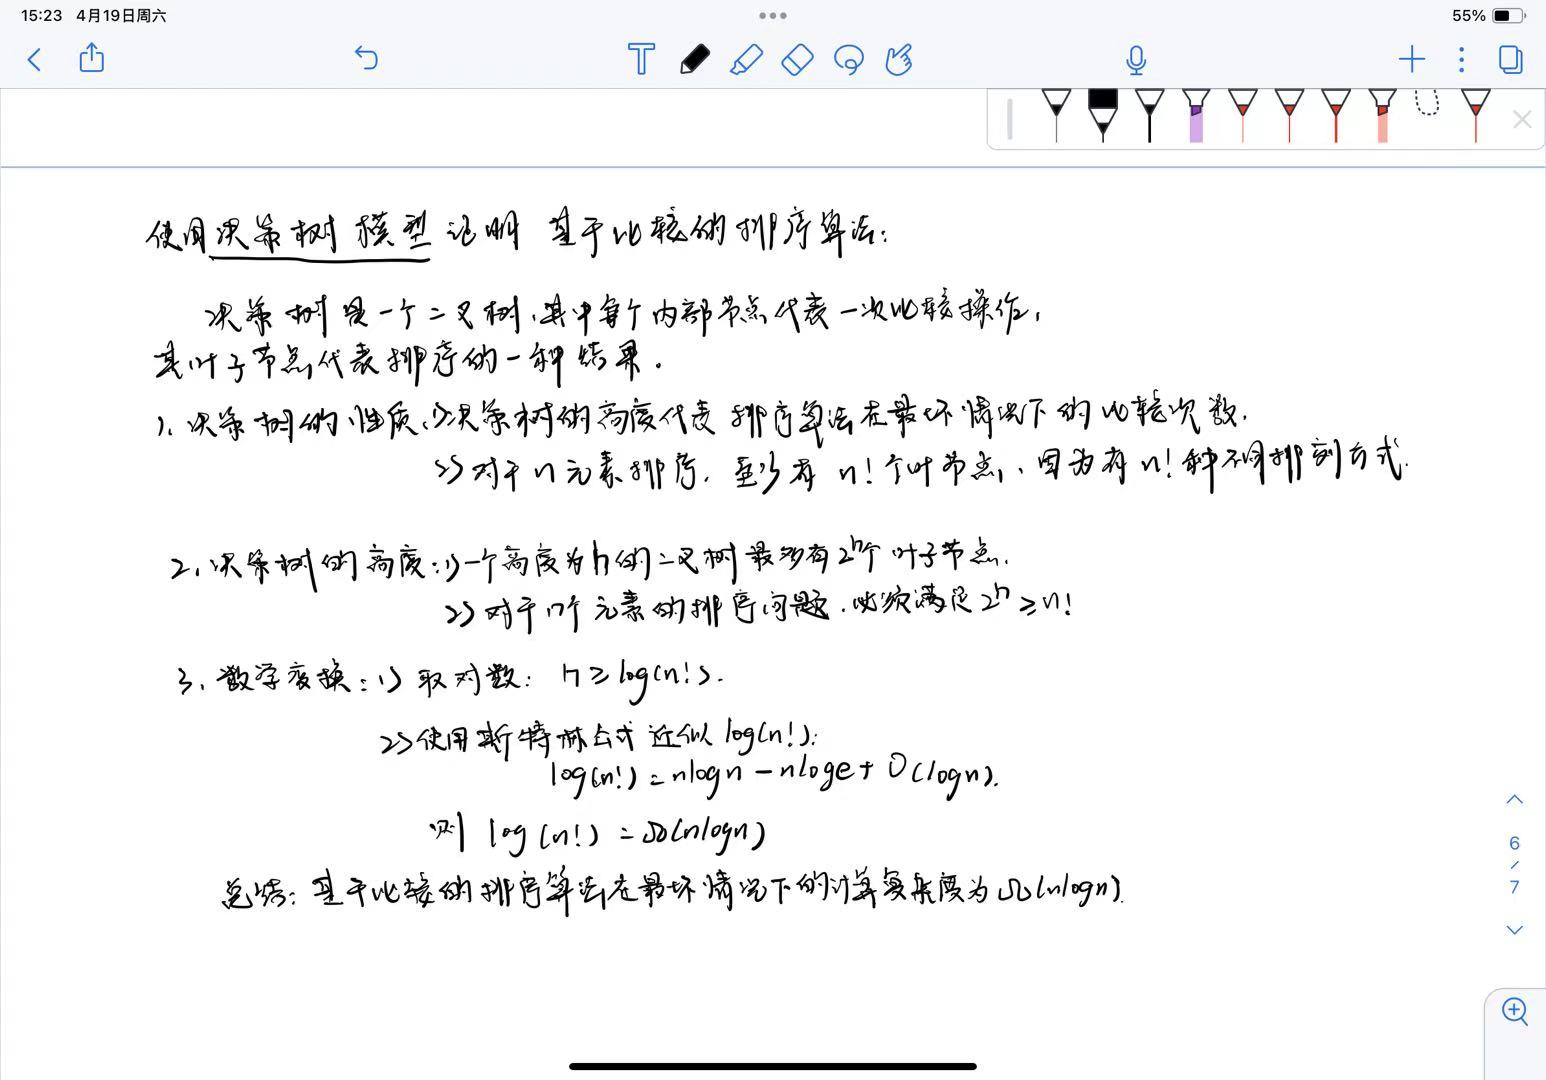 15:23 4月19日周六
55%
使用决策树模型证明 基于比较的排序算法:
决策树是一个二叉树,其中每个内部节点代表一次比较操作,
其叶子节点代表排序的一种结果.
1. 决策树的性质:1>决策树的高度代表 排序算法在最坏情况下的比较次数.
2>对于n元素排序. 至少有 n! 个叶节点, 因为有 n! 种不同排列方式.
2. 决策树的高度:1>一个高度为h的二叉树最多有2^h个 叶子节点.
2> 对于n个 元素的排序问题. 必须满足2^h ≥ n!
3. 数学变换:1> 取对数: h ≥ log(n!).
2>使用斯特林公式近似 log(n!):
log(n!) = nlogn - nloge + O(logn).
则 log(n!) = Ω(nlogn)
总结: 基于比较的排序算法在最坏情况下的计算复杂度为Ω(nlogn).
6
/
7